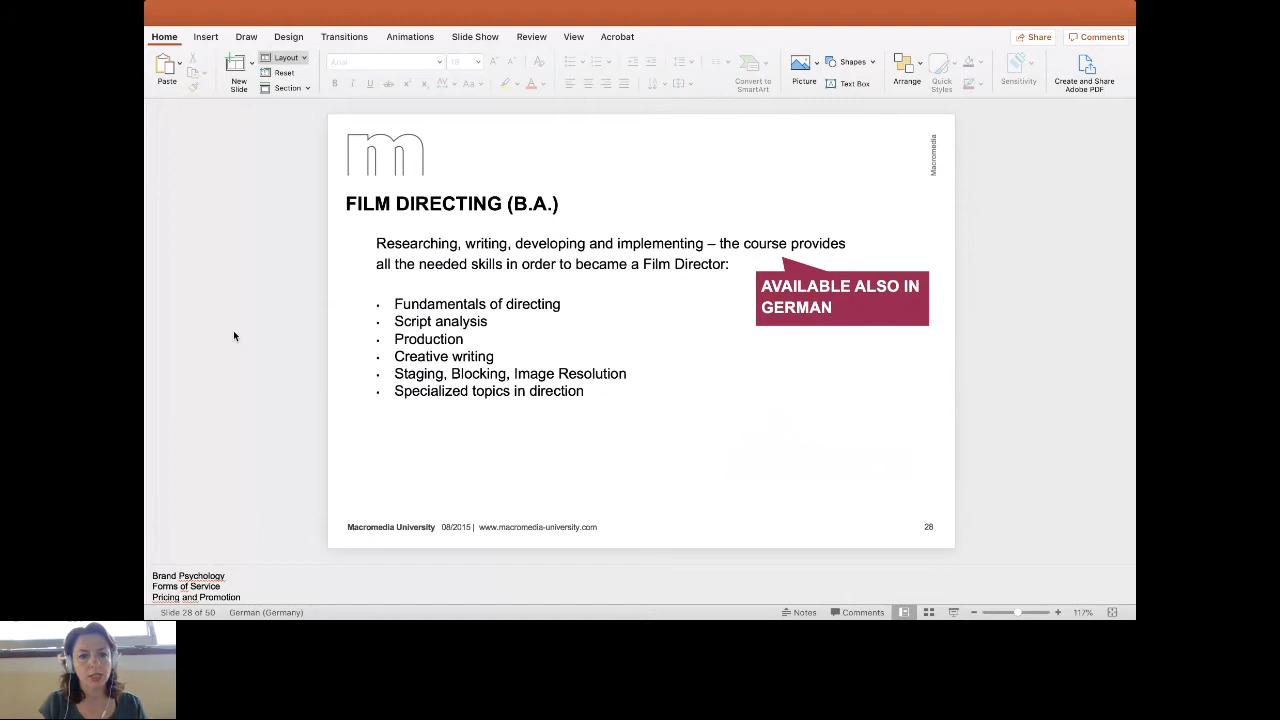 Home Insert Draw Design Transitions Animations Slide Show Review View Acrobat Share Comments
Paste
New Slide
Layout
Reset
Section
Arial 18
Convert to SmartArt
Picture
Shapes
Text Box
Arrange
Quick Styles
Sensitivity
Create and Share Adobe PDF
m
Macromedia
FILM DIRECTING (B.A.)
Researching, writing, developing and implementing – the course provides
all the needed skills in order to became a Film Director:
AVAILABLE ALSO IN
GERMAN
• Fundamentals of directing
• Script analysis
• Production
• Creative writing
• Staging, Blocking, Image Resolution
• Specialized topics in direction
Macromedia University 08/2015 | www.macromedia-university.com 28
Brand Psychology
Forms of Service
Pricing and Promotion
Slide 28 of 50 German (Germany) Notes Comments 117%